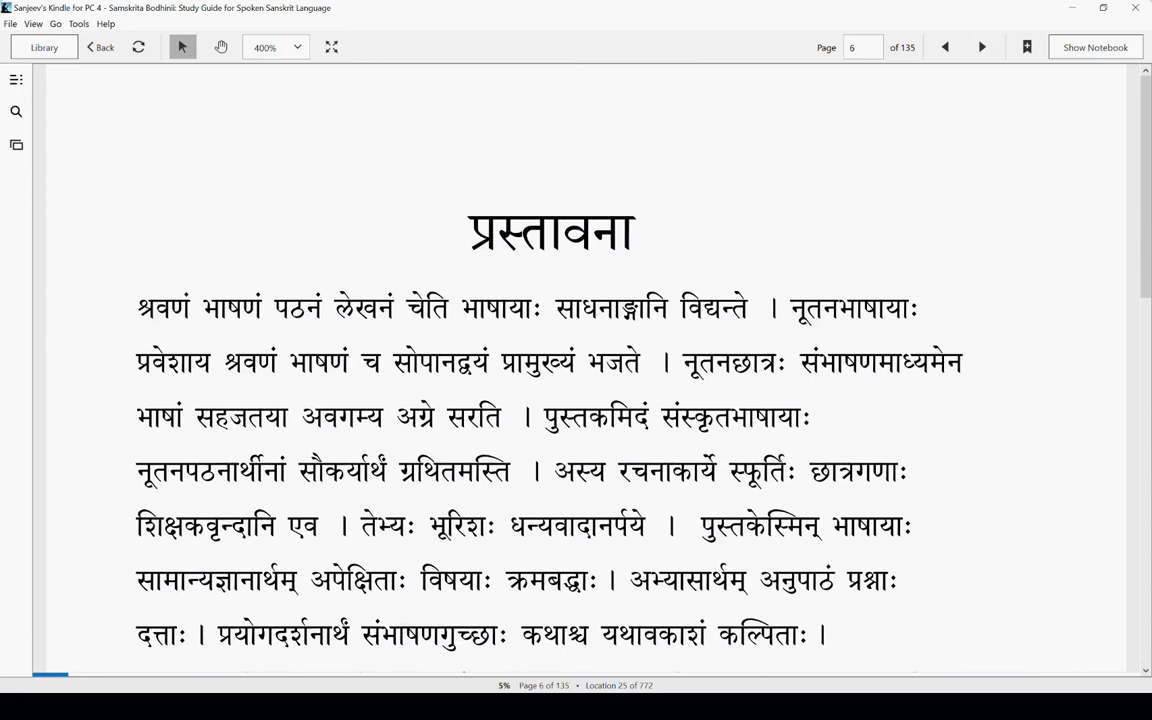 Sanjeev's Kindle for PC 4 - Samskrita Bodhinii: Study Guide for Spoken Sanskrit Language
File View Go Tools Help
Library Back 400% Page 6 of 135 Show Notebook
प्रस्तावना
श्रवणं भाषणं पठनं लेखनं चेति भाषायाः साधनाङ्गानि विद्यन्ते । नूतनभाषायाः
प्रवेशाय श्रवणं भाषणं च सोपानद्वयं प्रामुख्यं भजते । नूतनछात्रः संभाषणमाध्यमेन
भाषां सहजतया अवगम्य अग्रे सरति । पुस्तकमिदं संस्कृतभाषायाः
नूतनपठनार्थीनां सौकर्यार्थं ग्रथितमस्ति । अस्य रचनाकार्ये स्फूर्तिः छात्रगणाः
शिक्षकवृन्दानि एव । तेभ्यः भूरिशः धन्यवादानर्पये । पुस्तकेस्मिन् भाषायाः
सामान्यज्ञानार्थम् अपेक्षिताः विषयाः क्रमबद्धाः । अभ्यासार्थम् अनुपाठं प्रश्नाः
दत्ताः । प्रयोगदर्शनार्थं संभाषणगुच्छाः कथाश्च यथावकाशं कल्पिताः ।
5% Page 6 of 135 • Location 25 of 772